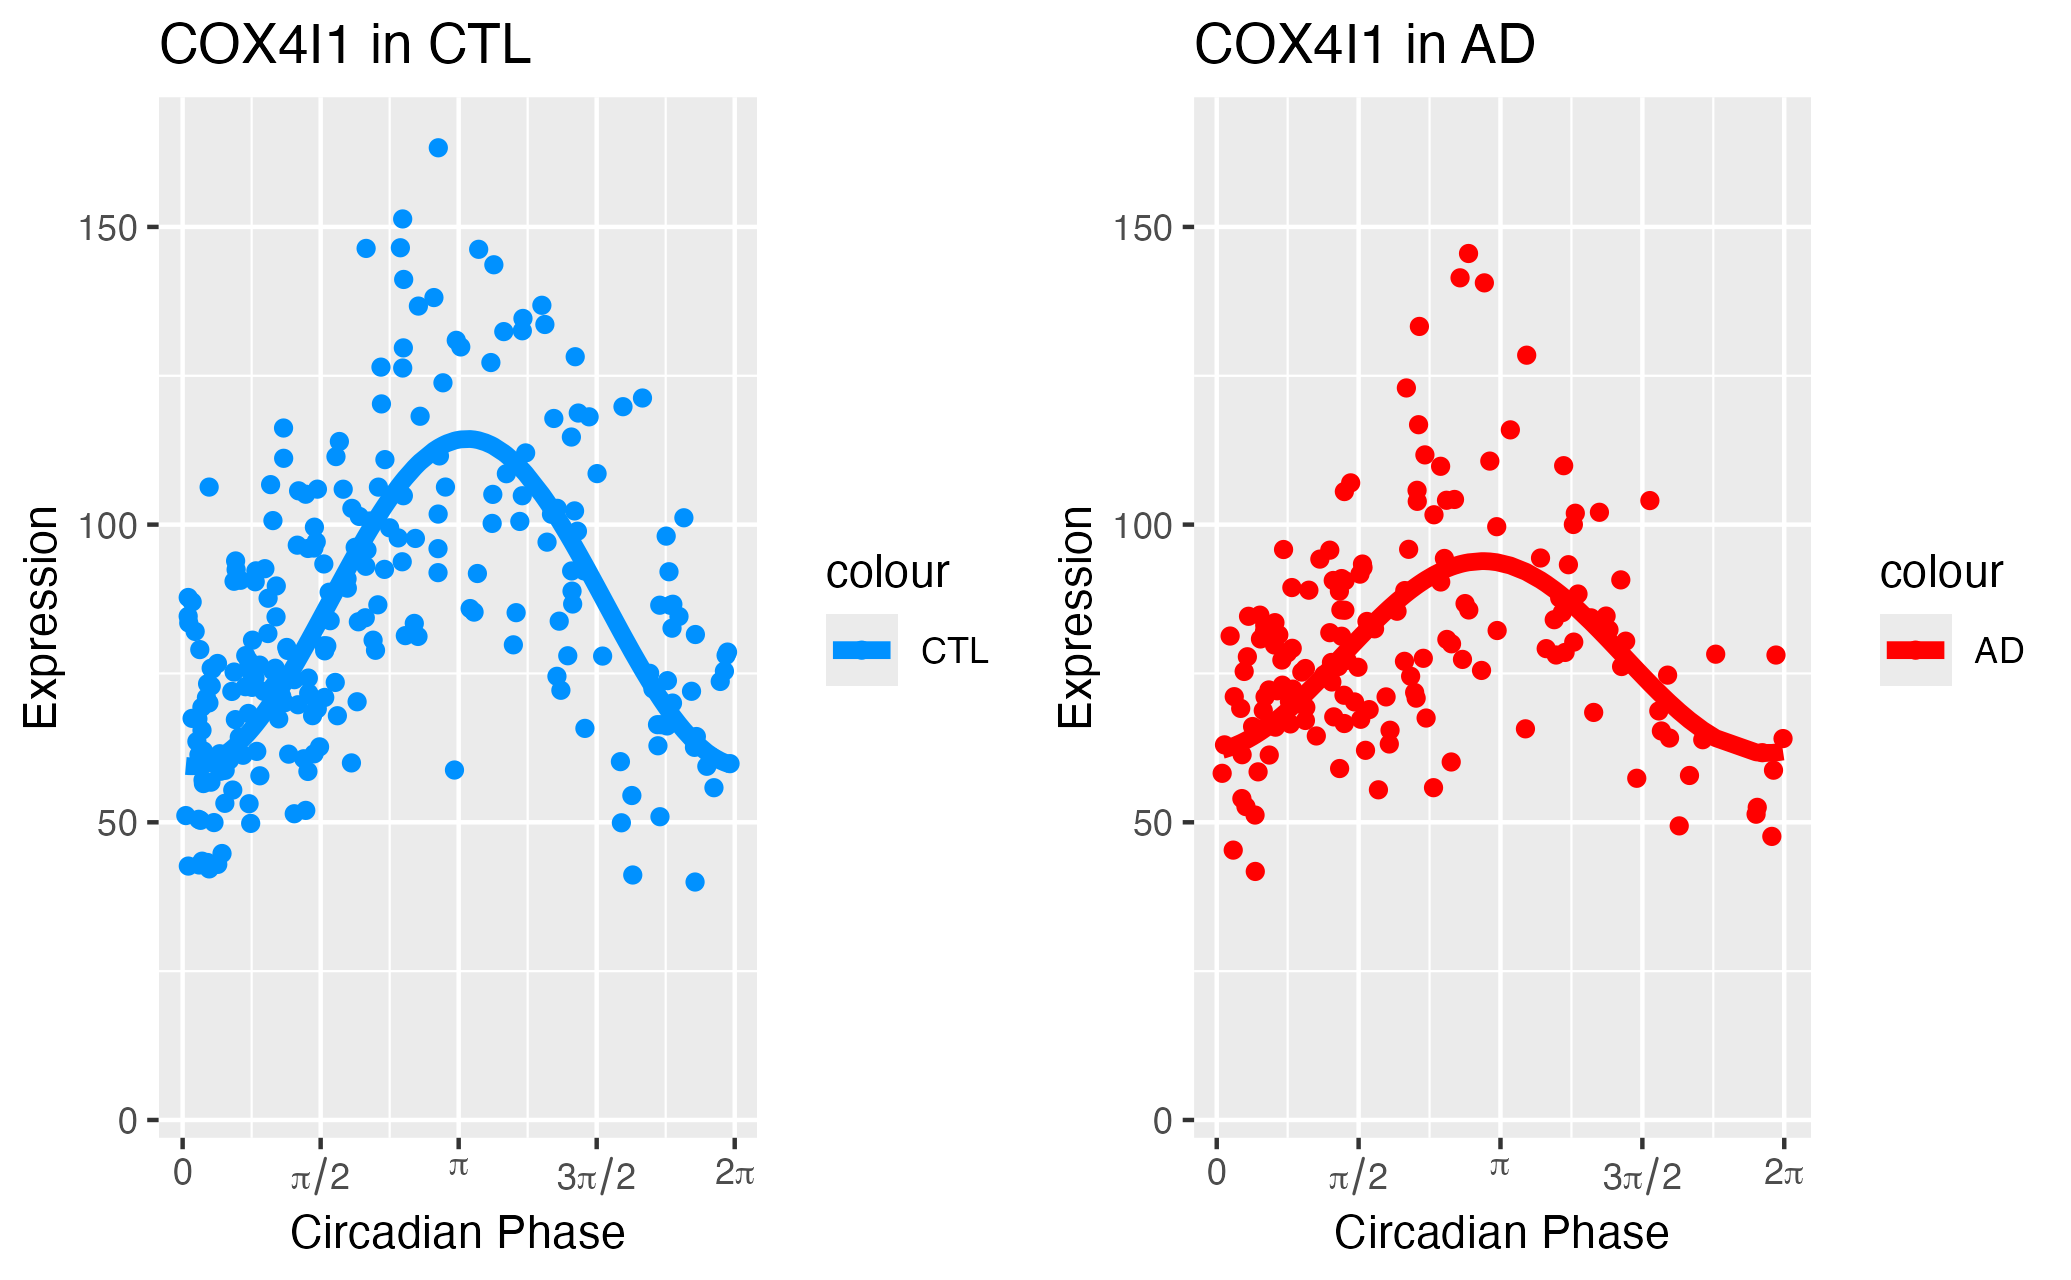 COX4I1 in CTL
150
100
50
0
Expression
0 π/2 π 3π/2 2π
Circadian Phase
colour
CTL
COX4I1 in AD
150
100
50
0
Expression
0 π/2 π 3π/2 2π
Circadian Phase
colour
AD